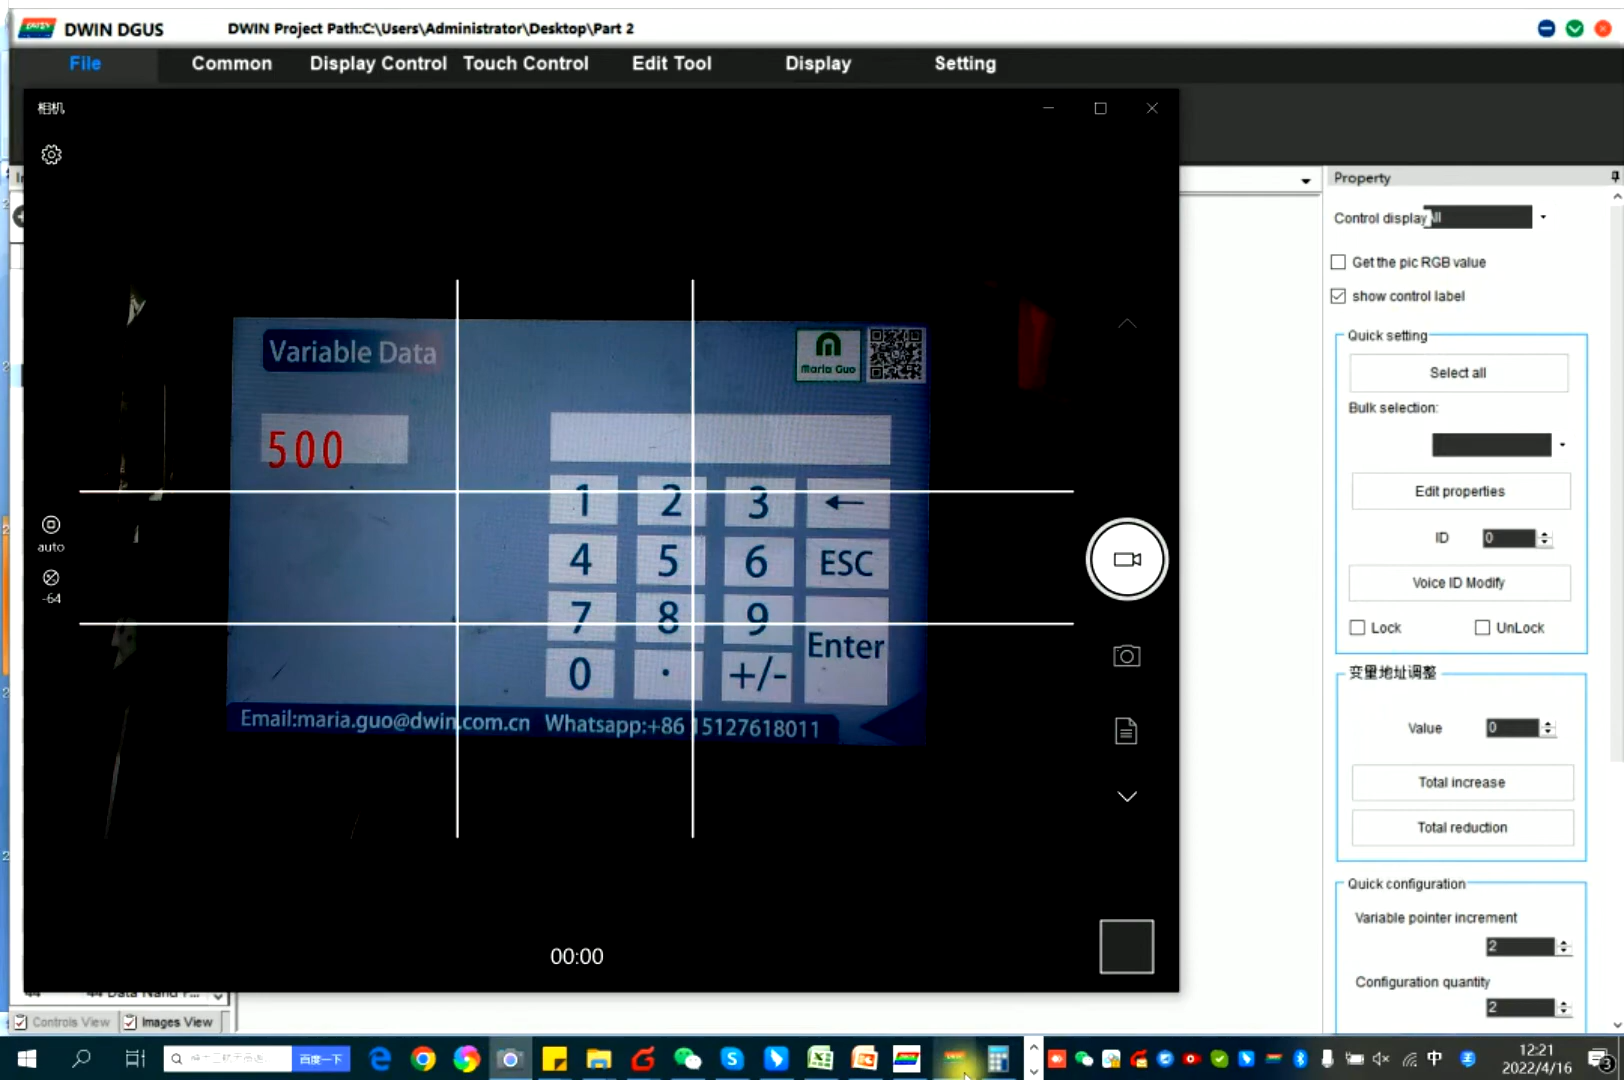 DWIN DGUS
DWIN Project Path:C:\Users\Administrator\Desktop\Part 2
File Common Display Control Touch Control Edit Tool Display Setting
相机
Property
Control display
Get the pic RGB value
show control label
Quick setting
Select all
Bulk selection:
Edit properties
ID 0
Voice ID Modify
Lock UnLock
变量地址调整
Value 0
Total increase
Total reduction
Quick configuration
Variable pointer increment
2
Configuration quantity
2
Variable Data
Maria Guo
500
1 2 3 ←
4 5 6 ESC
7 8 9 Enter
0 . +/-
Email:maria.guo@dwin.com.cn Whatsapp:+86 15127618011
auto
-64
00:00
Controls View Images View
百度一下
中
12:21
2022/4/16
3